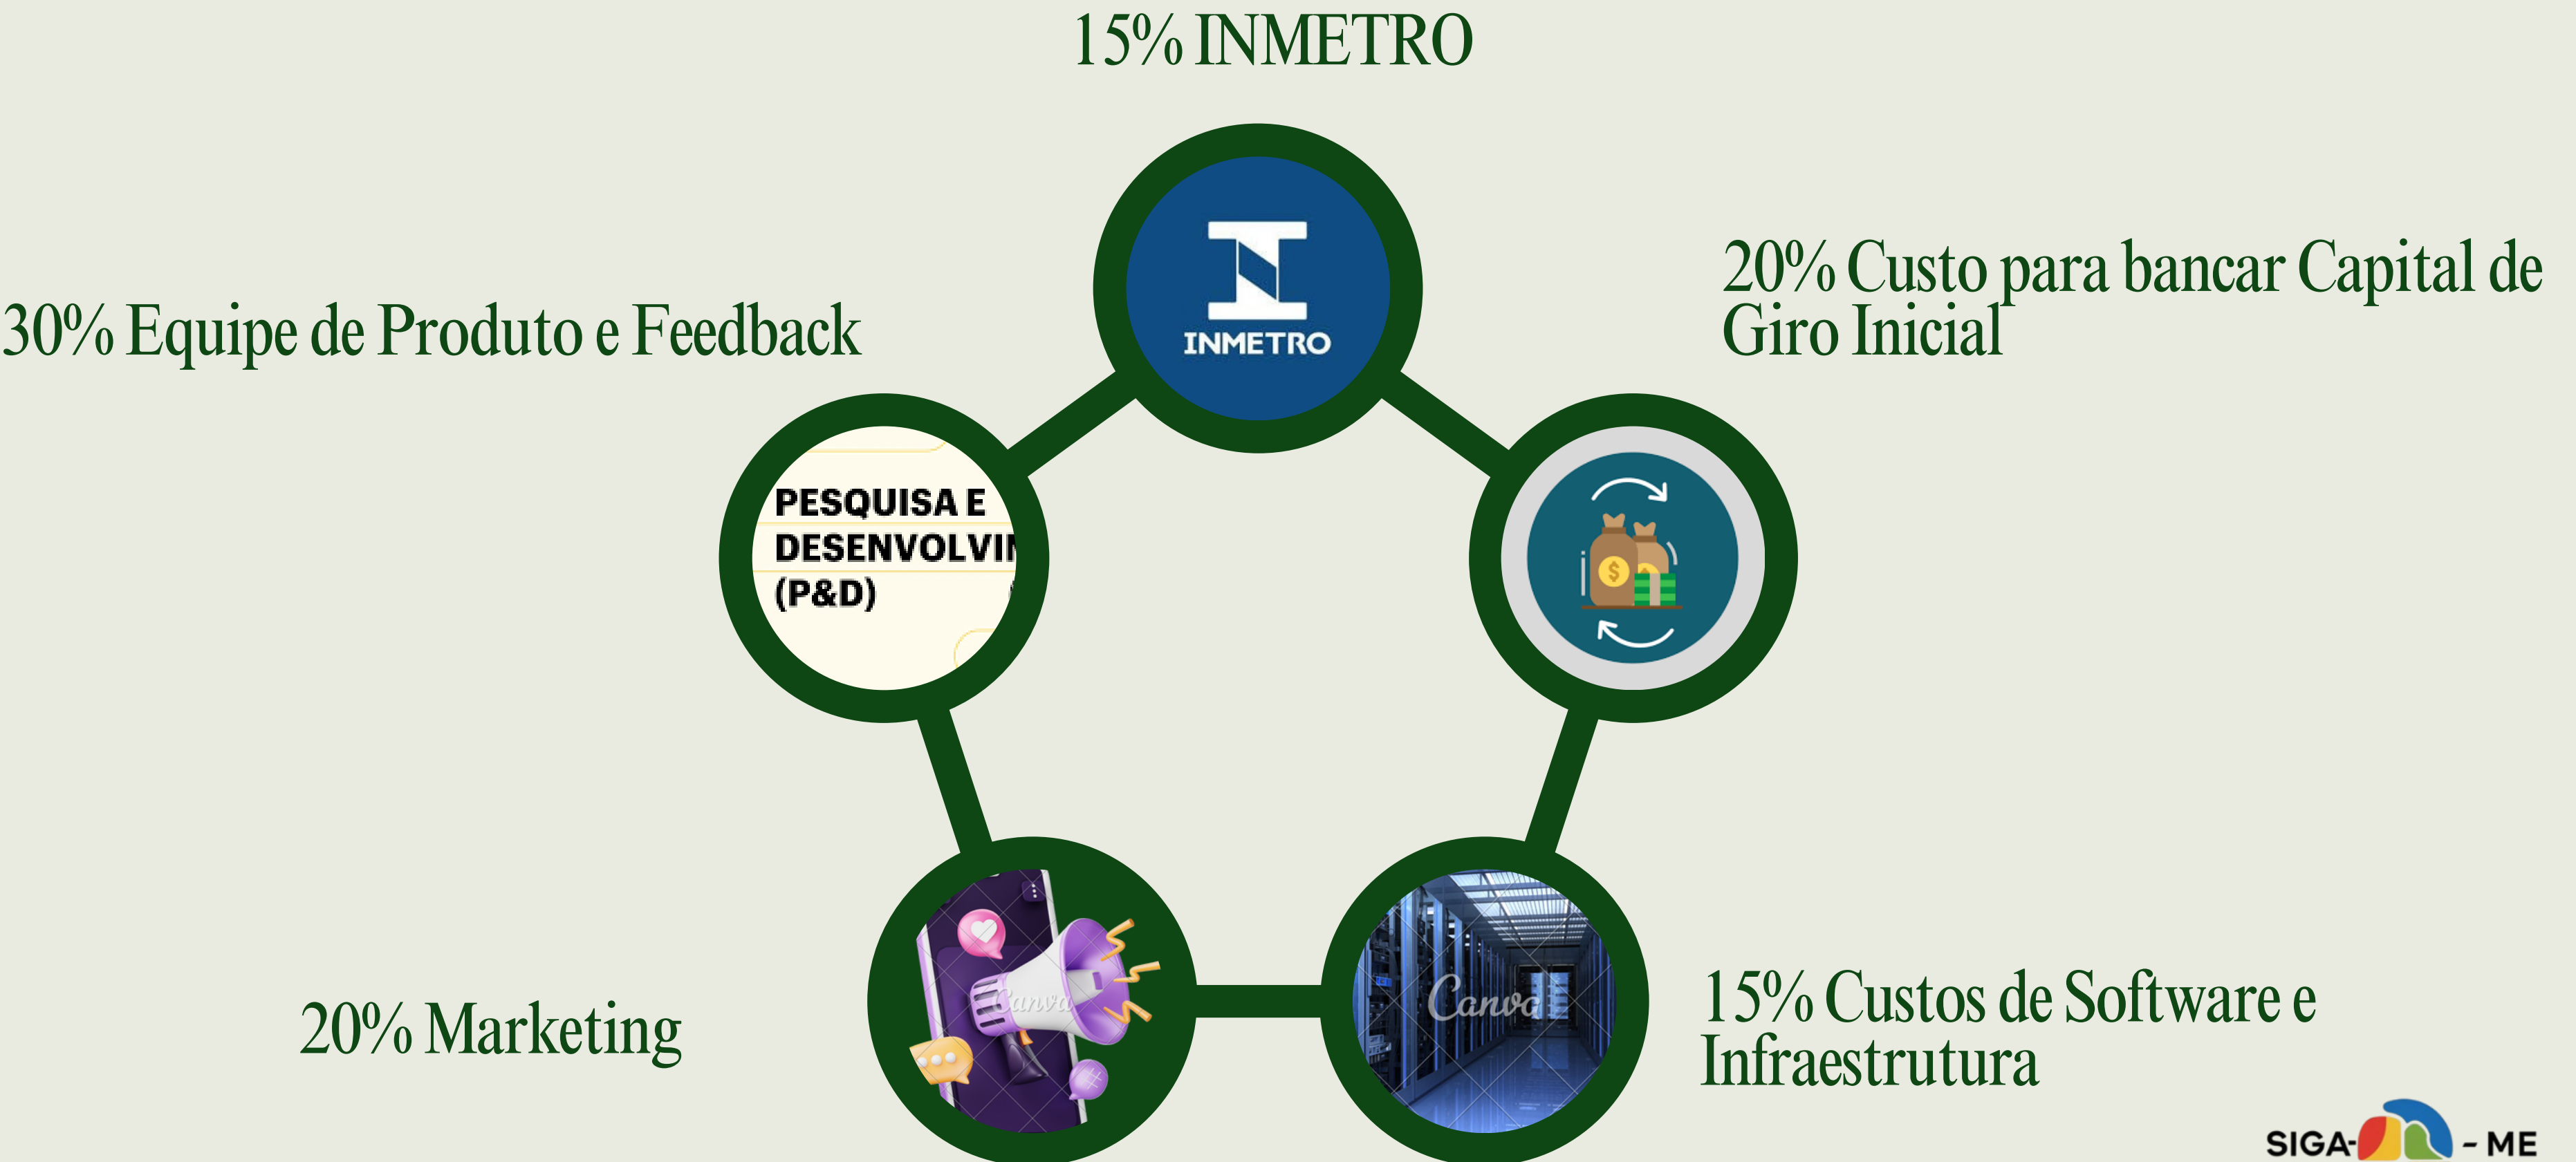 15% INMETRO
INMETRO
20% Custo para bancar Capital de
Giro Inicial
30% Equipe de Produto e Feedback
PESQUISA E
DESENVOLVIM
(P&D)
20% Marketing
Canva
Canva
15% Custos de Software e
Infraestrutura
SIGA- - ME